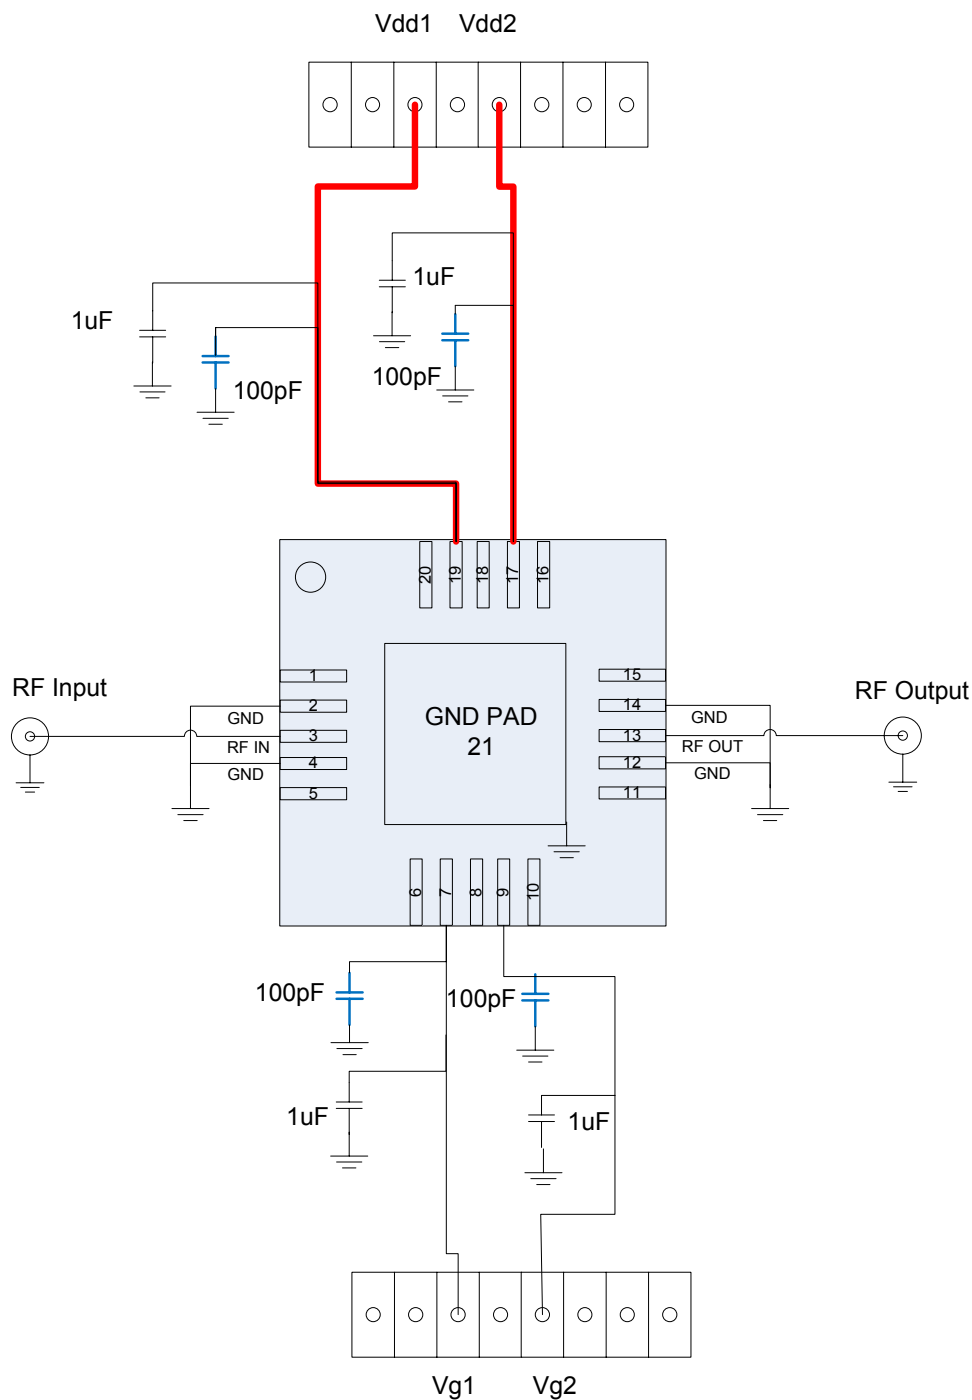 Vdd1 Vdd2
1uF
1uF
100pF
100pF
20 19 18 17 16
1 15
RF Input
2 14
RF Output
GND GND
GND PAD
21
3 13
RF IN RF OUT
4 12
GND GND
5 11
6 7 8 9 10
100pF 100pF
1uF 1uF
Vg1 Vg2